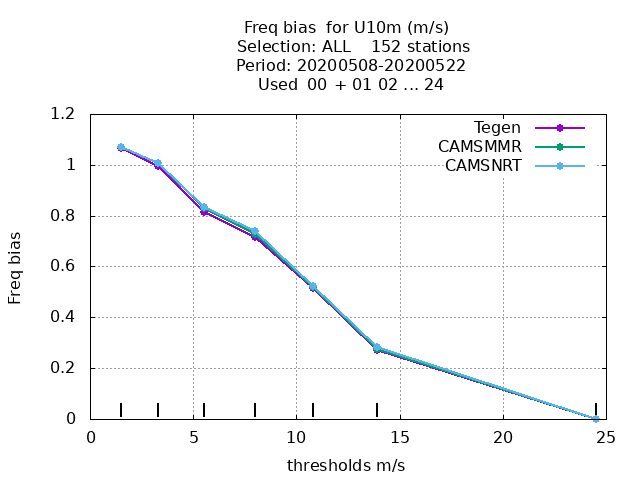 Freq bias  for U10m (m/s)
Selection: ALL    152 stations
Period: 20200508-20200522
Used  00  + 01 02 ... 24
Tegen
CAMSMMR
CAMSNRT
1.2
1
0.8
0.6
0.4
0.2
0
Freq bias
0 5 10 15 20 25
thresholds m/s